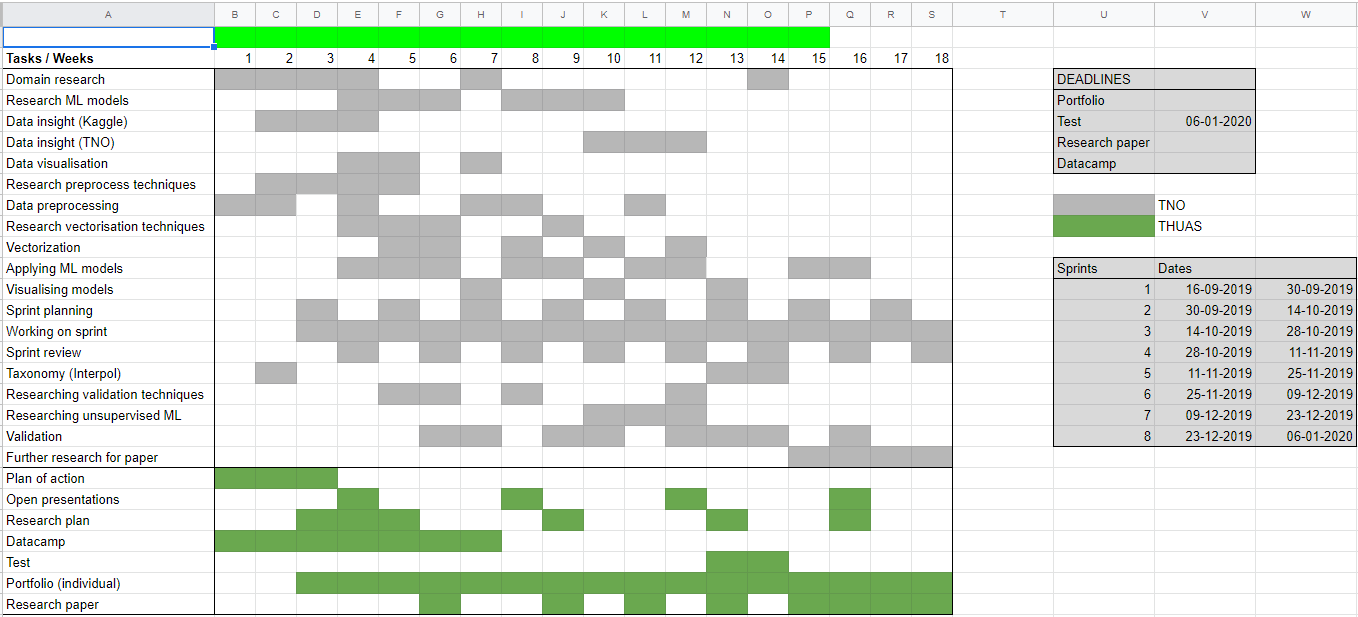 A B C D E F G H I J K L M N O P Q R S T U V W
Tasks / Weeks 1 2 3 4 5 6 7 8 9 10 11 12 13 14 15 16 17 18
Domain research DEADLINES
Research ML models Portfolio
Data insight (Kaggle) Test 06-01-2020
Data insight (TNO) Research paper
Data visualisation Datacamp
Research preprocess techniques
Data preprocessing TNO
Research vectorisation techniques THUAS
Vectorization
Applying ML models Sprints Dates
Visualising models 1 16-09-2019 30-09-2019
Sprint planning 2 30-09-2019 14-10-2019
Working on sprint 3 14-10-2019 28-10-2019
Sprint review 4 28-10-2019 11-11-2019
Taxonomy (Interpol) 5 11-11-2019 25-11-2019
Researching validation techniques 6 25-11-2019 09-12-2019
Researching unsupervised ML 7 09-12-2019 23-12-2019
Validation 8 23-12-2019 06-01-2020
Further research for paper
Plan of action
Open presentations
Research plan
Datacamp
Test
Portfolio (individual)
Research paper